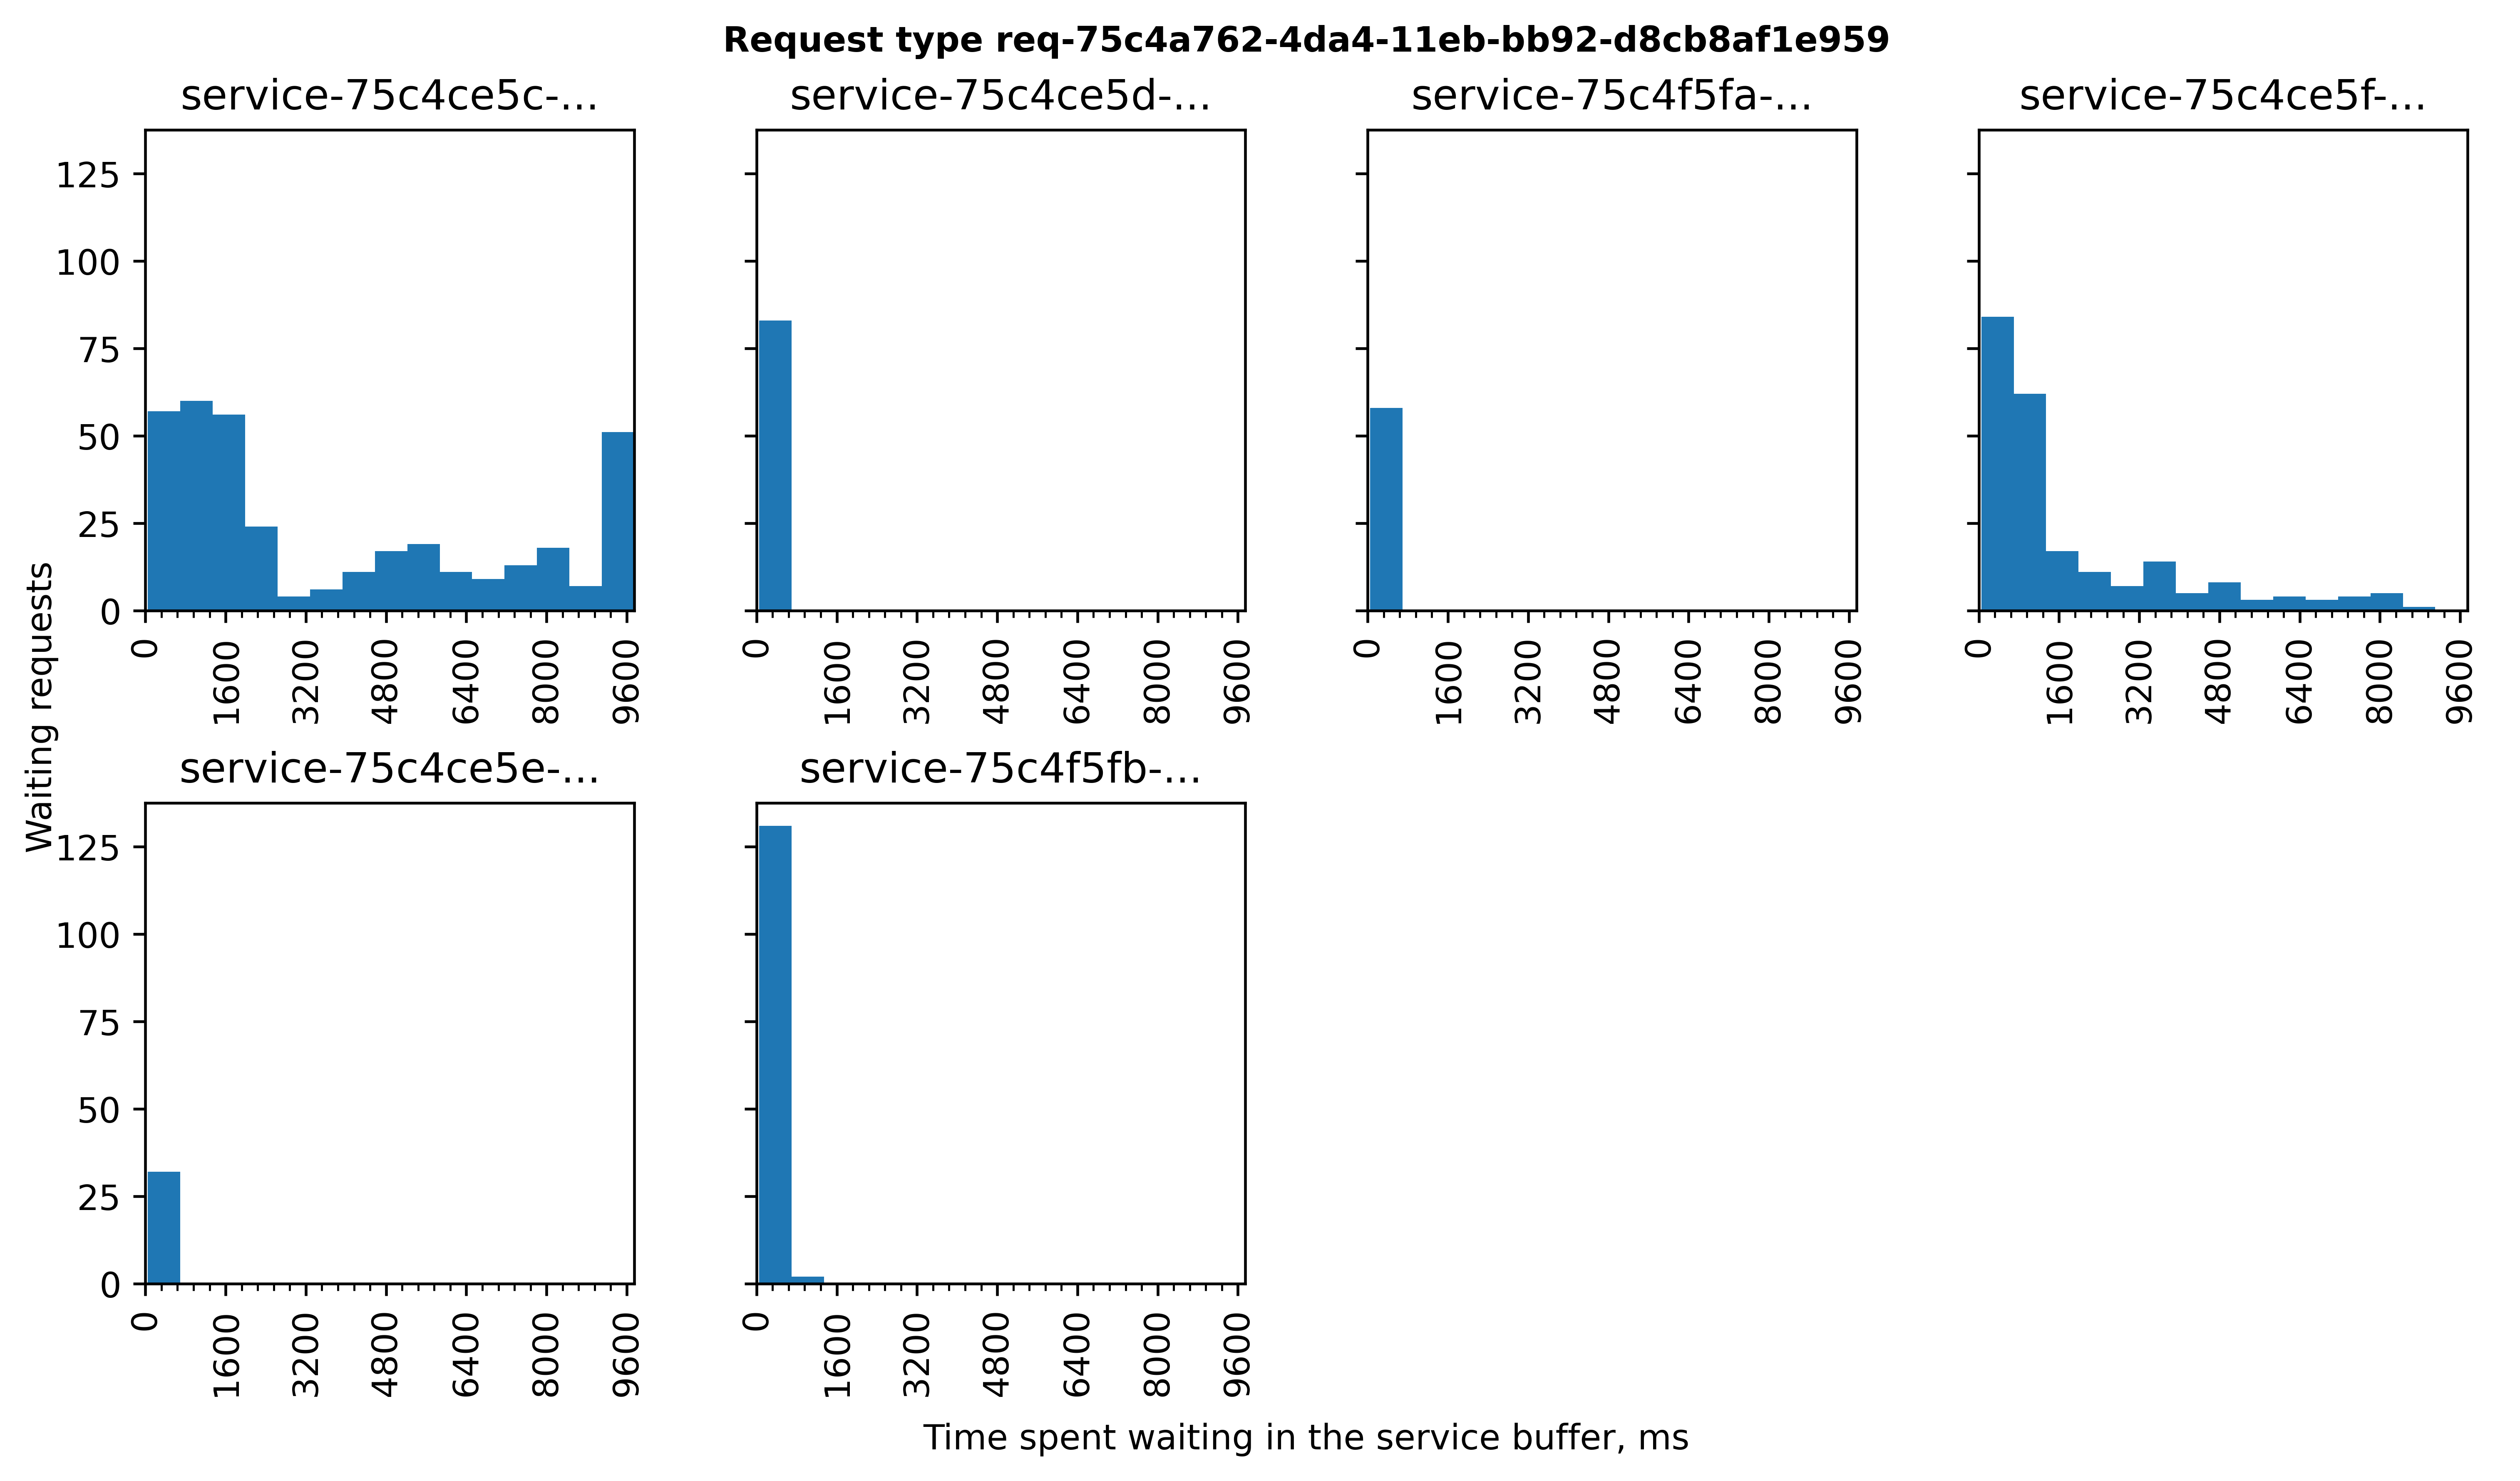 Request type req-75c4a762-4da4-11eb-bb92-d8cb8af1e959
service-75c4ce5c-...
service-75c4ce5d-...
service-75c4f5fa-...
service-75c4ce5f-...
125
100
75
50
25
0
0 1600 3200 4800 6400 8000 9600
0 1600 3200 4800 6400 8000 9600
0 1600 3200 4800 6400 8000 9600
0 1600 3200 4800 6400 8000 9600
Waiting requests
service-75c4ce5e-...
service-75c4f5fb-...
125
100
75
50
25
0
0 1600 3200 4800 6400 8000 9600
0 1600 3200 4800 6400 8000 9600
Time spent waiting in the service buffer, ms